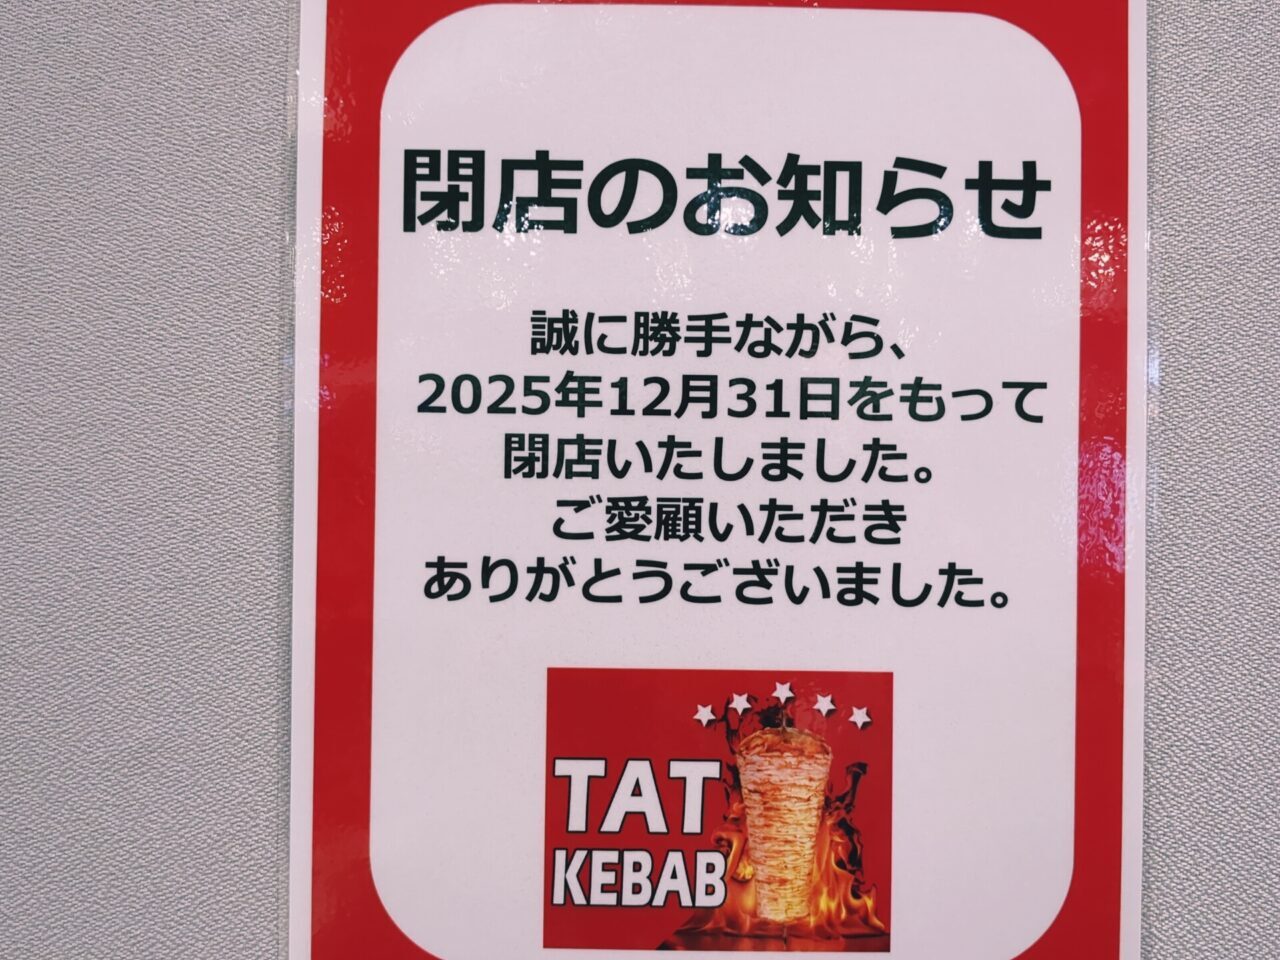 閉店のお知らせ
誠に勝手ながら、
2025年12月31日をもって
閉店いたしました。
ご愛顧いただき
ありがとうございました。
TAT
KEBAB